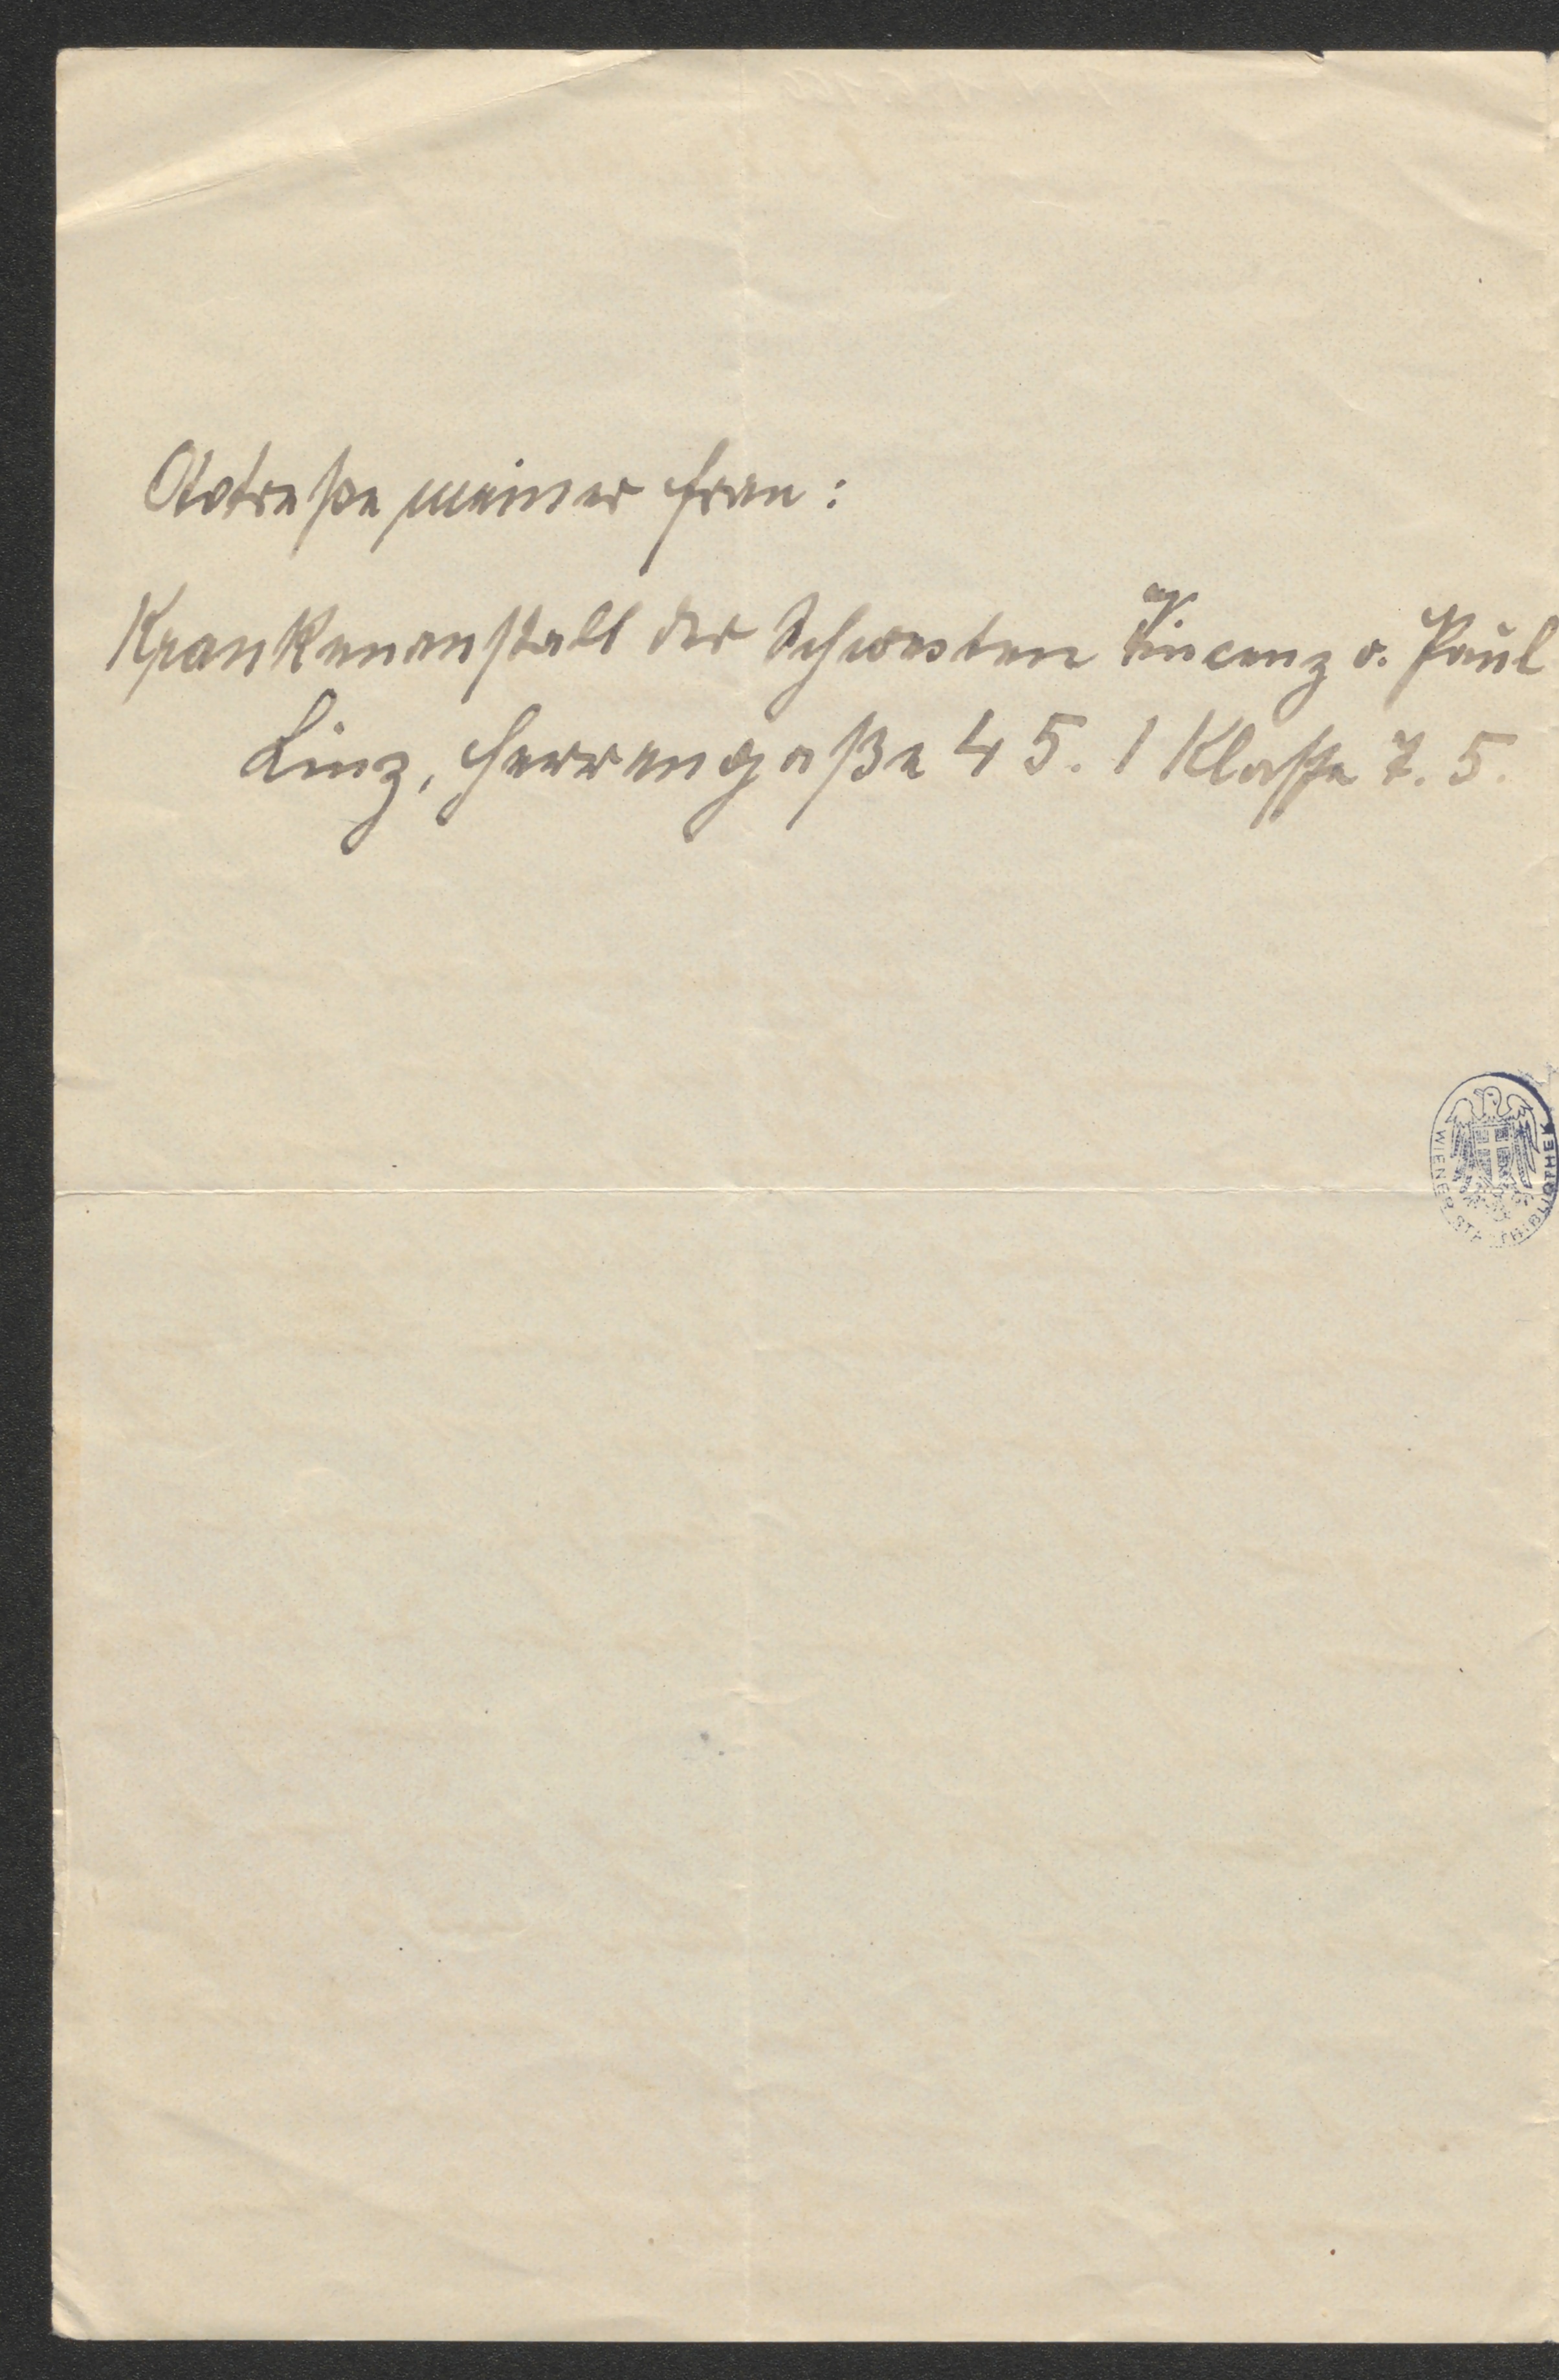 Adreße meiner Frau:
Krankenanstalt der Schwestern Vincenz v. Paul
Linz, Herrengaße 45. I Klaße Z. 5.
WIENER STADTBIBLIOTHEK